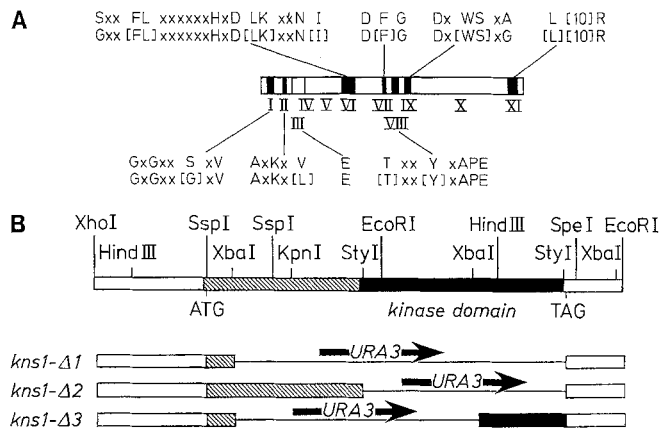 A
Sxx FL xxxxxxHxD LK xxN I D F G Dx WS xA L [10]R
Gxx [FL]xxxxxxHxD[LK]xxN[I] D[F]G Dx[WS]xG [L][10]R
I II IV V VI VII IX X XI
III VIII
GxGxx S xV AxKx V E T xx Y xAPE
GxGxx[G]xV AxKx[L] E [T]xx[Y]xAPE
B
XhoI SspI SspI EcoRI HindIII SpeI EcoRI
HindIII XbaI KpnI StyI XbaI StyI XbaI
ATG kinase domain TAG
kns1-Δ1 URA3
kns1-Δ2 URA3
kns1-Δ3 URA3